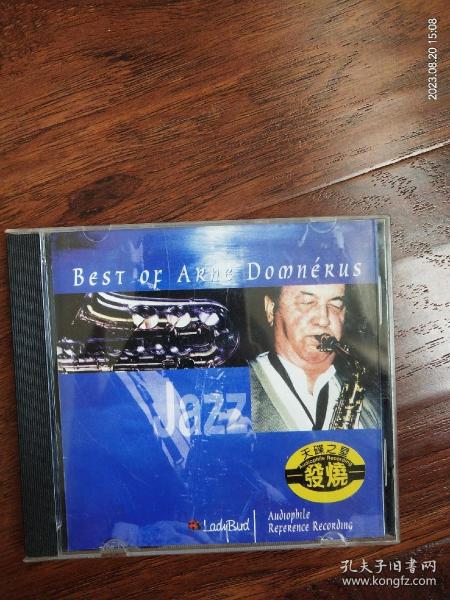 2023.08.20 15:08
Best of Arne Domnérus
Jazz
天碟之星
Audiophile Recording
發燒
LadyBird
Audiophile
Reference Recording
孔夫子旧书网
www.kongfz.com